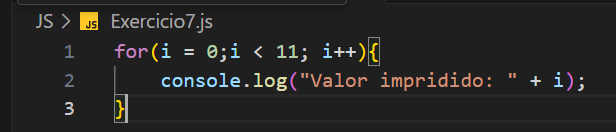 JS > JS Exercicio7.js
1 for(i = 0;i < 11; i++){
2 console.log("Valor impridido: " + i);
3 }